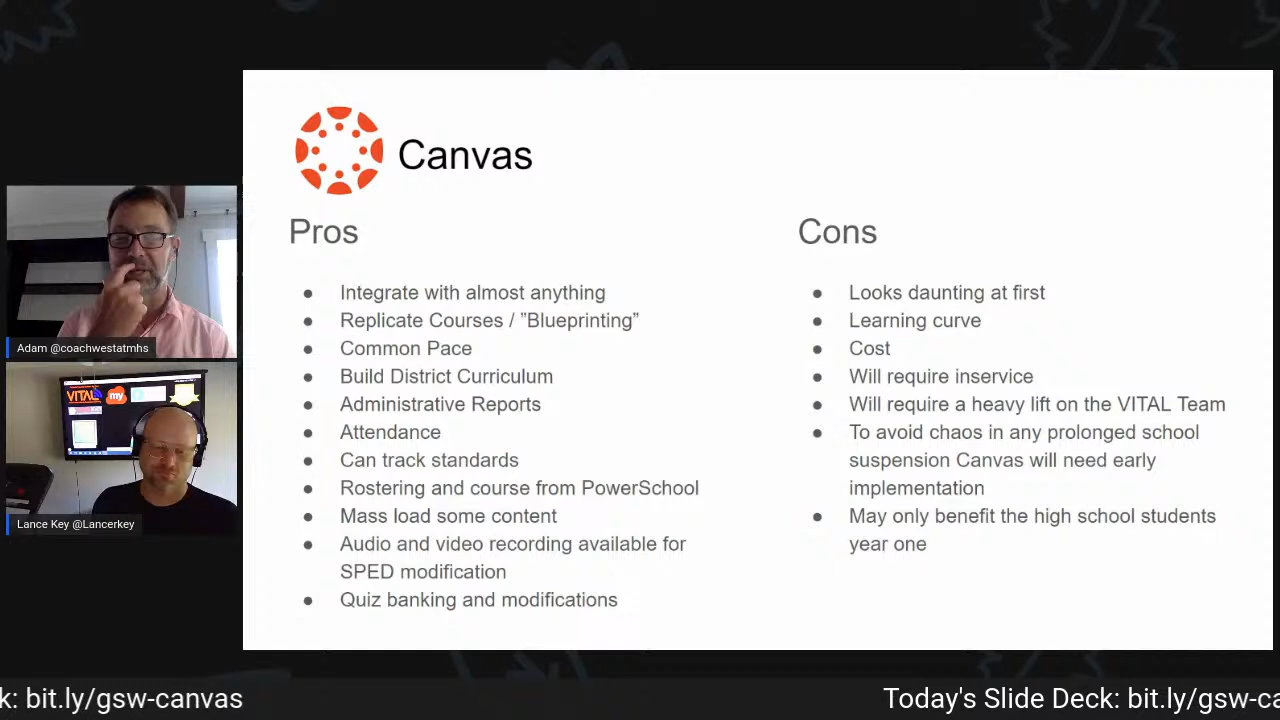 Canvas
Pros
Integrate with almost anything
Replicate Courses / ”Blueprinting”
Common Pace
Build District Curriculum
Administrative Reports
Attendance
Can track standards
Rostering and course from PowerSchool
Mass load some content
Audio and video recording available for
SPED modification
Quiz banking and modifications
Cons
Looks daunting at first
Learning curve
Cost
Will require inservice
Will require a heavy lift on the VITAL Team
To avoid chaos in any prolonged school
suspension Canvas will need early
implementation
May only benefit the high school students
year one
Adam @coachwestatmhs
VITAL
my
Lance Key @Lancerkey
k: bit.ly/gsw-canvas
Today's Slide Deck: bit.ly/gsw-ca